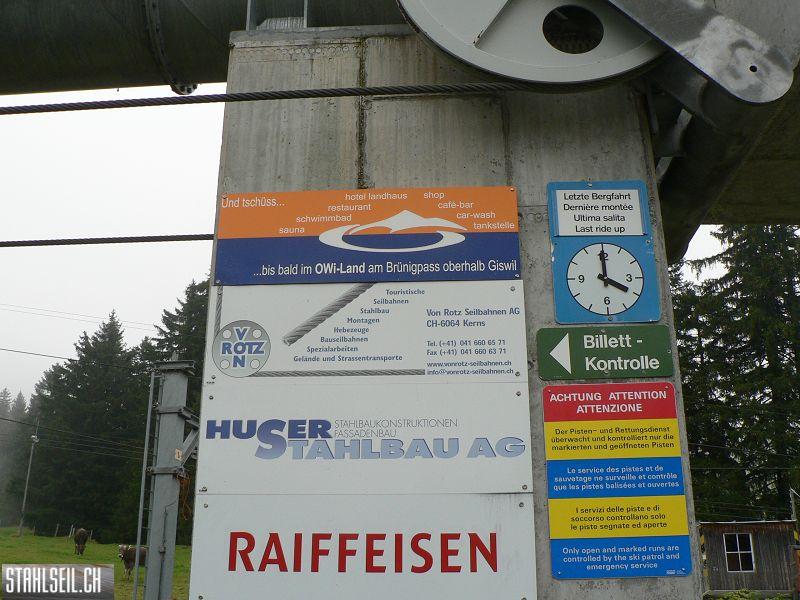 Und tschüss...
hotel landhaus shop
restaurant café-bar
schwimmbad car-wash
sauna tankstelle
...bis bald im OWi-Land am Brünigpass oberhalb Giswil
V
ROTZ
N
Touristische
Seilbahnen
Stahlbau
Montagen
Hebezeuge
Bauseilbahnen
Spezialarbeiten
Gelände und Strassentransporte
Von Rotz Seilbahnen AG
CH-6064 Kerns
Tel. (+41) 041 660 65 71
Fax (+41) 041 660 63 71
www.vonrotz-seilbahnen.ch
info@vonrotz-seilbahnen.ch
HUSER STAHLBAUKONSTRUKTIONEN
FASSADENBAU
STAHLBAU AG
RAIFFEISEN
Letzte Bergfahrt
Dernière montée
Ultima salita
Last ride up
12
9 3
6
Billett -
Kontrolle
ACHTUNG ATTENTION
ATTENZIONE
Der Pisten- und Rettungsdienst
überwacht und kontrolliert nur die
markierten und geöffneten Pisten.
Le service des pistes et de
sauvetage ne surveille et contrôle
que les pistes balisées et ouvertes
I servizi delle piste e di
soccorso controllano solo
le piste segnate ed aperte
Only open and marked runs are
controlled by the ski patrol and
emergency service
STAHLSEIL.CH